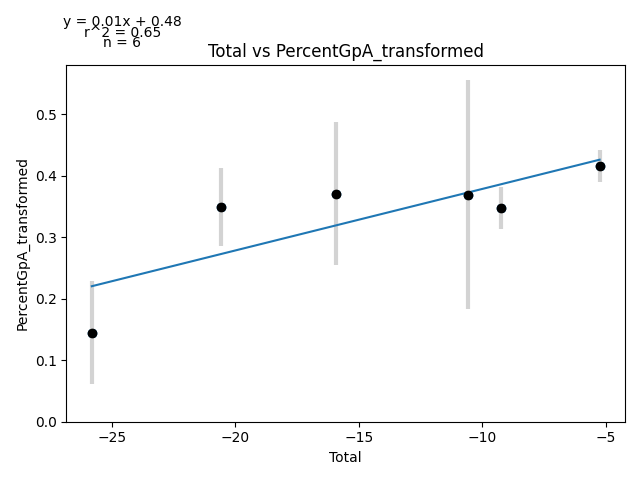 y = 0.01x + 0.48
r^2 = 0.65
n = 6
Total vs PercentGpA_transformed
PercentGpA_transformed
0.5
0.4
0.3
0.2
0.1
0.0
−25
−20
−15
−10
−5
Total